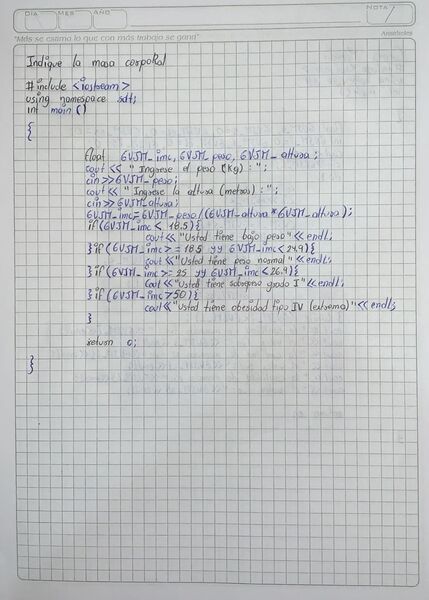 DIA MES AÑO
NOTA
"Más se estima lo que con más trabajo se gana"
Indique la masa corporal
#include <iostream>
using namespace sdt;
int main ()
{
float GVJM_imc, GVJM_peso, GVJM_altura;
cout << " Ingrese el peso (Kg) : ";
cin >> GVJM_peso;
cout << " Ingrese la altura (metros) : ";
cin >> GVJM_altura;
GVJM_imc = GVJM_peso / (GVJM_altura * GVJM_altura);
if (GVJM_imc < 18.5) {
cout << "Usted tiene bajo peso" << endl;
} if (GVJM_imc >= 18.5 yy GVJM_imc < 24.9) {
cout << "Usted tiene peso normal" << endl;
} if (GVJM_imc >= 25 yy GVJM_imc < 26.9) {
cout << "Usted tiene sobrepeso grado I" << endl;
} if (GVJM_imc > 50) {
cout << "Usted tiene obesidad tipo IV (extrema)" << endl;
}
return 0;
}